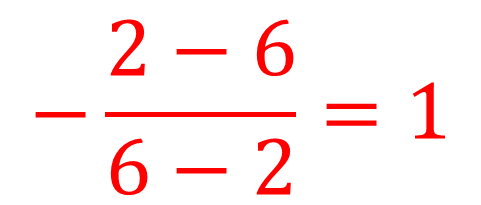 − (2 − 6) / (6 − 2) = 1